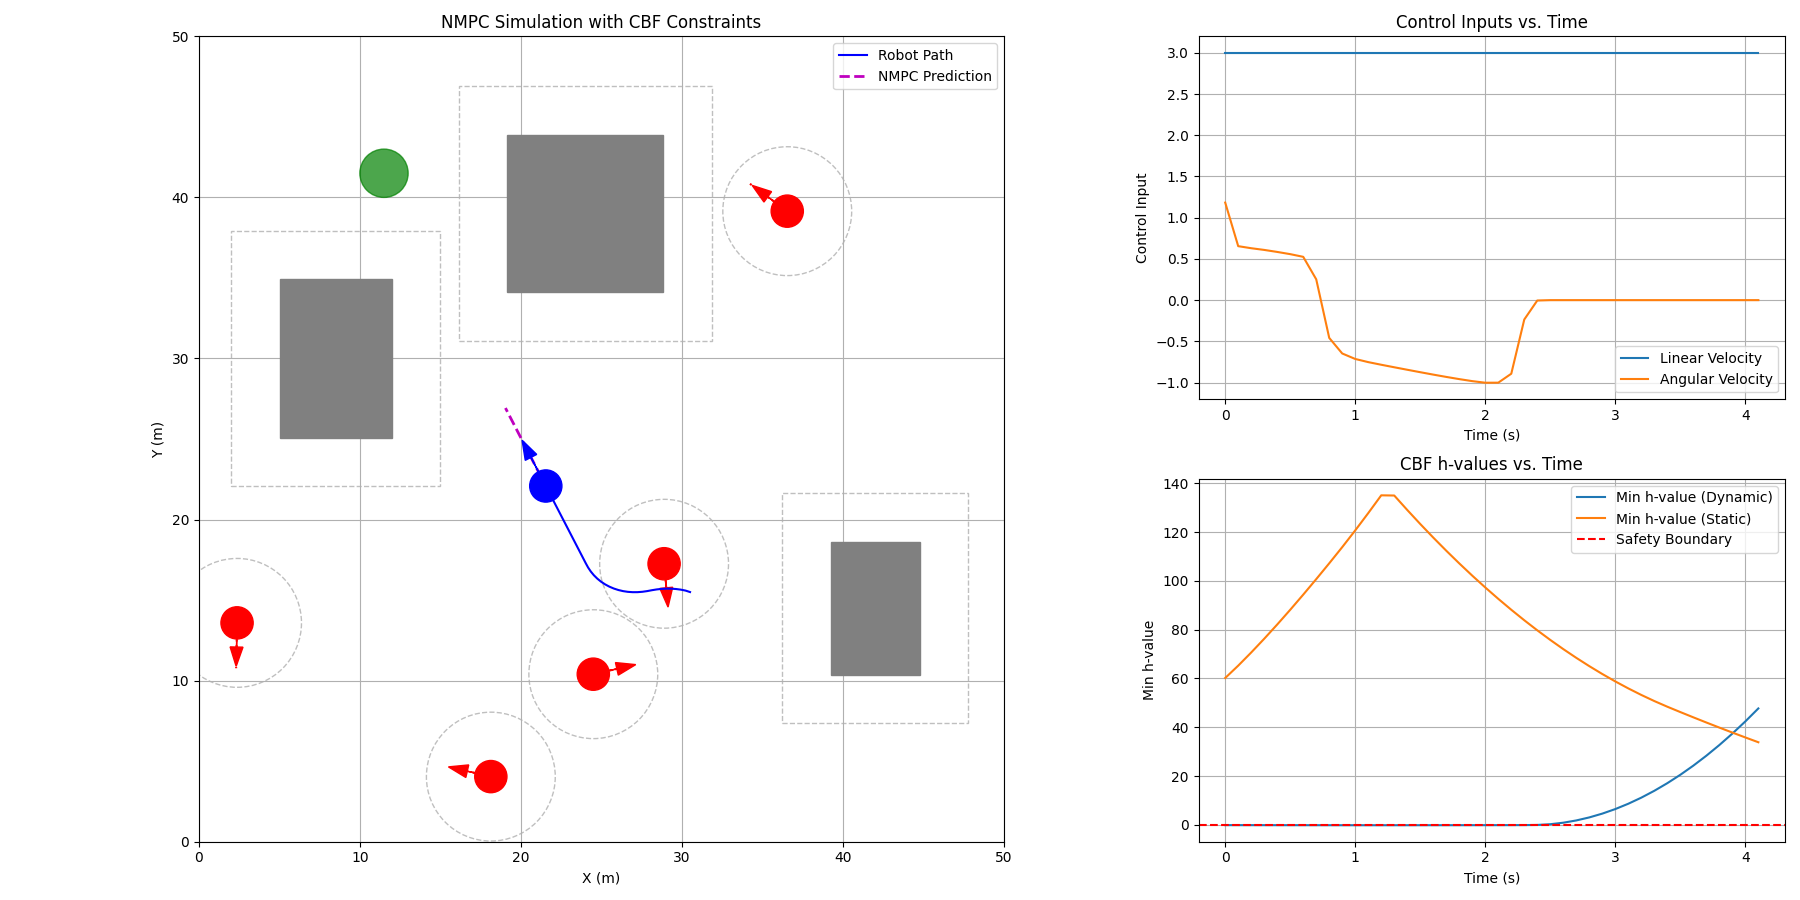 NMPC Simulation with CBF Constraints
50
40
30
20
10
0
0 10 20 30 40 50
Y (m)
X (m)
Robot Path
NMPC Prediction
Control Inputs vs. Time
3.0
2.5
2.0
1.5
1.0
0.5
0.0
−0.5
−1.0
0 1 2 3 4
Control Input
Time (s)
Linear Velocity
Angular Velocity
CBF h-values vs. Time
140
120
100
80
60
40
20
0
0 1 2 3 4
Min h-value
Time (s)
Min h-value (Dynamic)
Min h-value (Static)
Safety Boundary